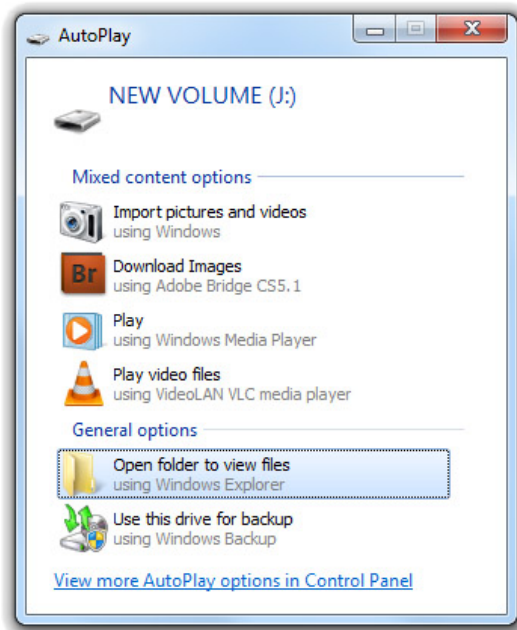 AutoPlay
NEW VOLUME (J:)
Mixed content options
Import pictures and videos
using Windows
Br
Download Images
using Adobe Bridge CS5.1
Play
using Windows Media Player
Play video files
using VideoLAN VLC media player
General options
Open folder to view files
using Windows Explorer
Use this drive for backup
using Windows Backup
View more AutoPlay options in Control Panel